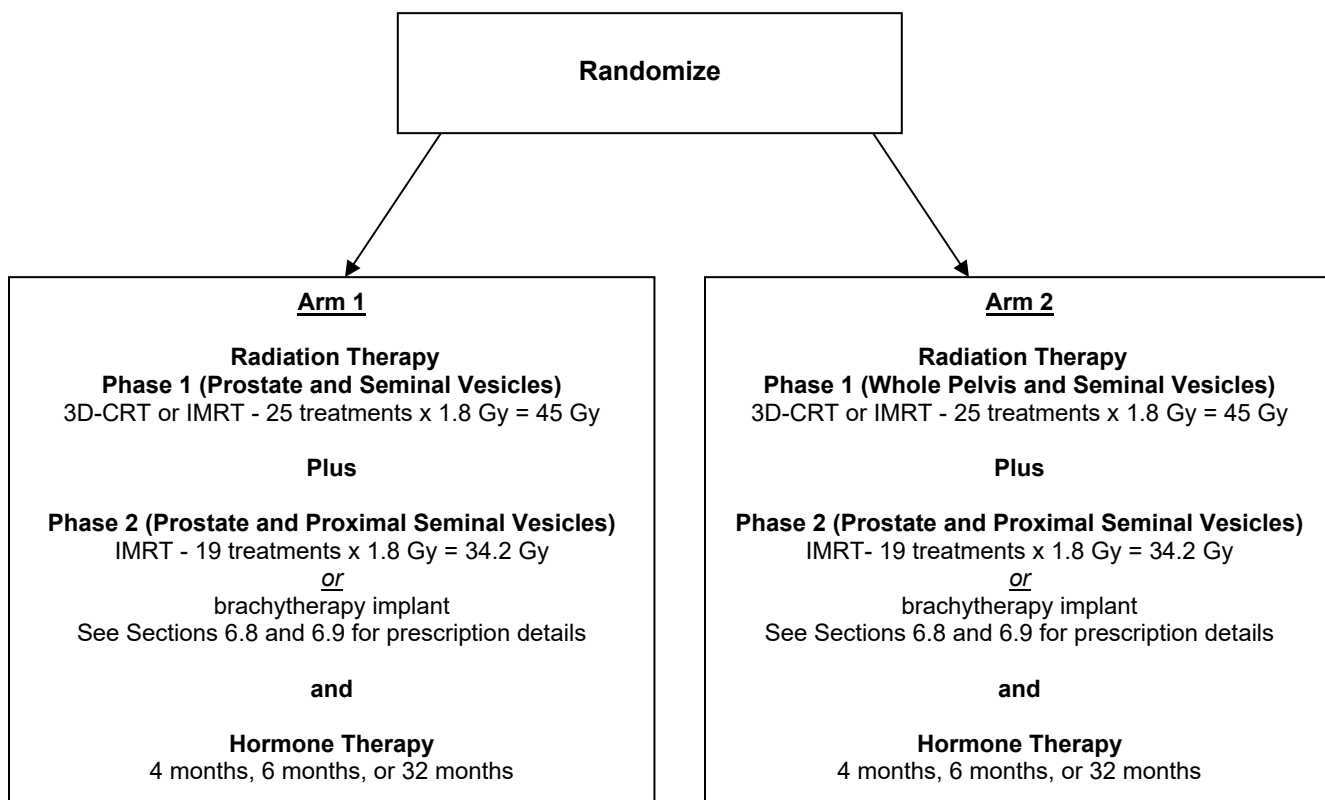 Randomize
Arm 1
Radiation Therapy
Phase 1 (Prostate and Seminal Vesicles)
3D-CRT or IMRT - 25 treatments x 1.8 Gy = 45 Gy
Plus
Phase 2 (Prostate and Proximal Seminal Vesicles)
IMRT - 19 treatments x 1.8 Gy = 34.2 Gy
or
brachytherapy implant
See Sections 6.8 and 6.9 for prescription details
and
Hormone Therapy
4 months, 6 months, or 32 months
Arm 2
Radiation Therapy
Phase 1 (Whole Pelvis and Seminal Vesicles)
3D-CRT or IMRT - 25 treatments x 1.8 Gy = 45 Gy
Plus
Phase 2 (Prostate and Proximal Seminal Vesicles)
IMRT- 19 treatments x 1.8 Gy = 34.2 Gy
or
brachytherapy implant
See Sections 6.8 and 6.9 for prescription details
and
Hormone Therapy
4 months, 6 months, or 32 months